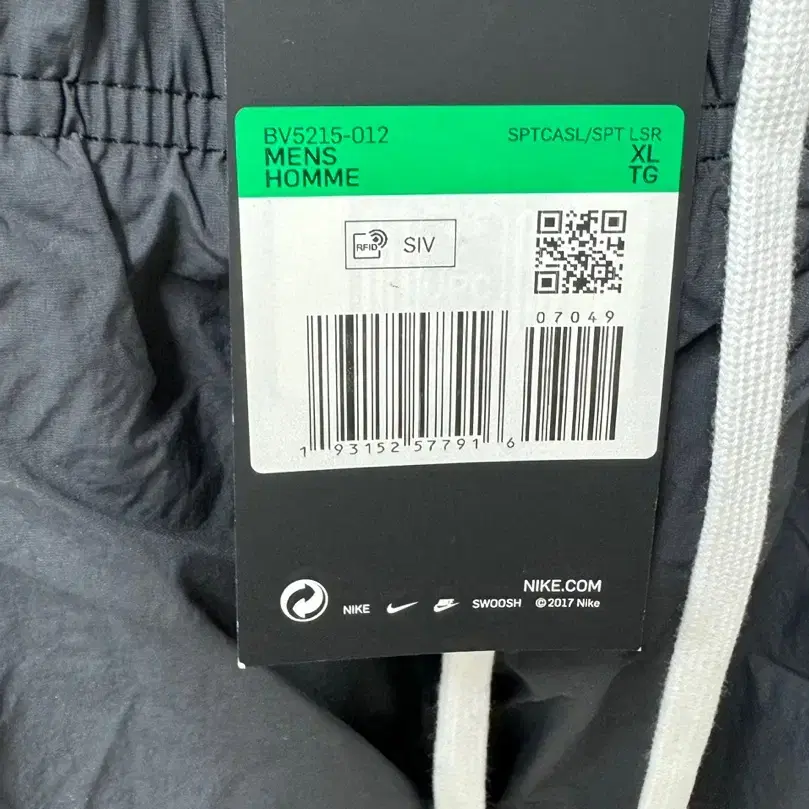 BV5215-012
SPTCASL/SPT LSR
MENS
XL
HOMME
TG
RFID SIV
07049
1 93152 57791 6
NIKE.COM
NIKE SWOOSH ©2017 Nike